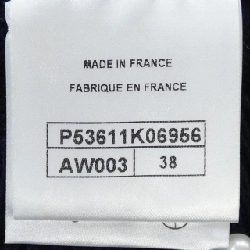 MADE IN FRANCE
FABRIQUE EN FRANCE
P53611K06956
AW003 38